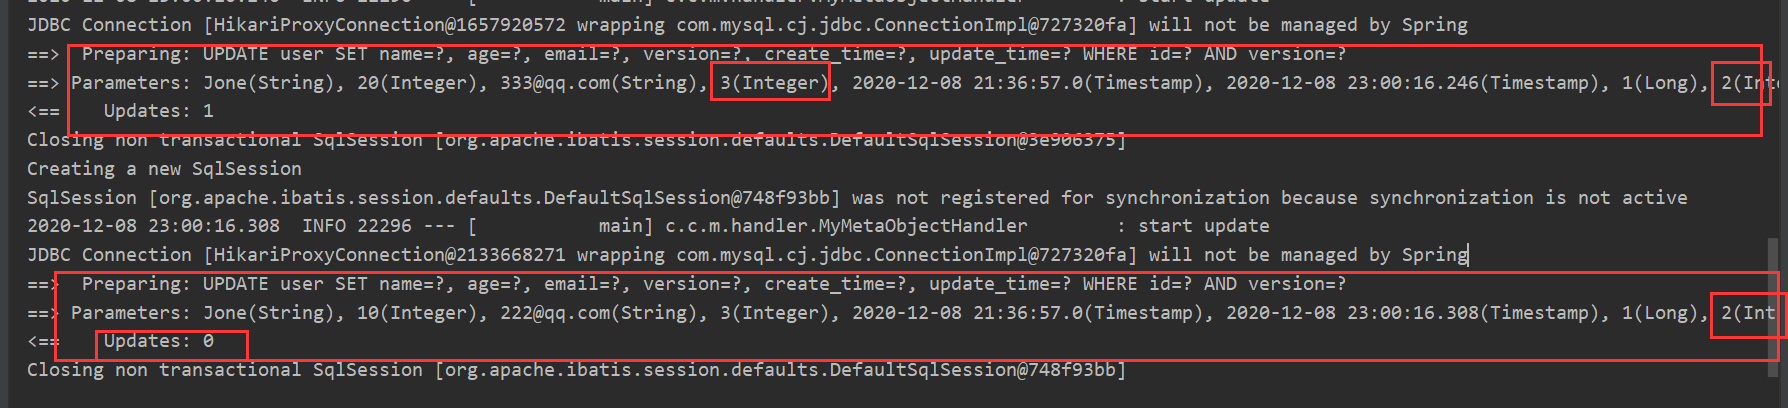 JDBC Connection [HikariProxyConnection@1657920572 wrapping com.mysql.cj.jdbc.ConnectionImpl@727320fa] will not be managed by Spring
==>  Preparing: UPDATE user SET name=?, age=?, email=?, version=?, create_time=?, update_time=? WHERE id=? AND version=?
==> Parameters: Jone(String), 20(Integer), 333@qq.com(String), 3(Integer), 2020-12-08 21:36:57.0(Timestamp), 2020-12-08 23:00:16.246(Timestamp), 1(Long), 2(Inte
<==    Updates: 1
Closing non transactional SqlSession [org.apache.ibatis.session.defaults.DefaultSqlSession@3e906375]
Creating a new SqlSession
SqlSession [org.apache.ibatis.session.defaults.DefaultSqlSession@748f93bb] was not registered for synchronization because synchronization is not active
2020-12-08 23:00:16.308  INFO 22296 --- [           main] c.c.m.handler.MyMetaObjectHandler        : start update
JDBC Connection [HikariProxyConnection@2133668271 wrapping com.mysql.cj.jdbc.ConnectionImpl@727320fa] will not be managed by Spring
==>  Preparing: UPDATE user SET name=?, age=?, email=?, version=?, create_time=?, update_time=? WHERE id=? AND version=?
==> Parameters: Jone(String), 10(Integer), 222@qq.com(String), 3(Integer), 2020-12-08 21:36:57.0(Timestamp), 2020-12-08 23:00:16.308(Timestamp), 1(Long), 2(Int
<==    Updates: 0
Closing non transactional SqlSession [org.apache.ibatis.session.defaults.DefaultSqlSession@748f93bb]